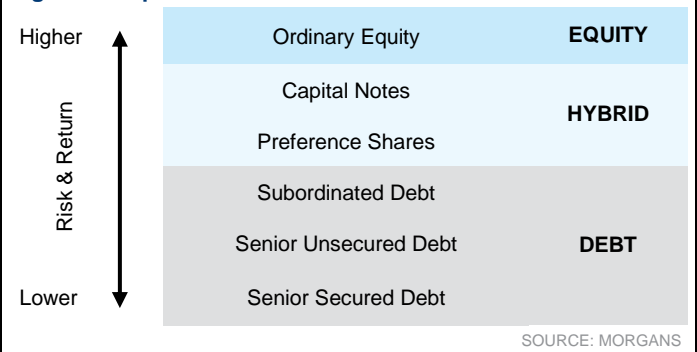 Higher
Ordinary Equity
EQUITY
Capital Notes
HYBRID
Preference Shares
Risk & Return
Subordinated Debt
Senior Unsecured Debt
DEBT
Lower
Senior Secured Debt
SOURCE: MORGANS